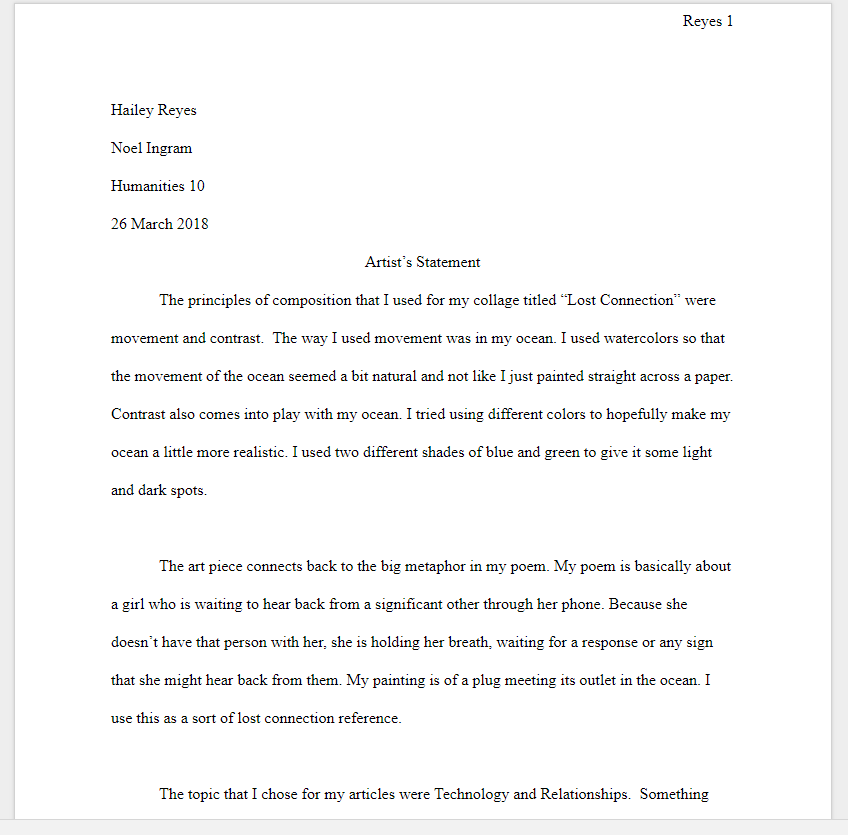 Reyes 1
Hailey Reyes
Noel Ingram
Humanities 10
26 March 2018
Artist’s Statement
The principles of composition that I used for my collage titled “Lost Connection” were
movement and contrast.  The way I used movement was in my ocean. I used watercolors so that
the movement of the ocean seemed a bit natural and not like I just painted straight across a paper.
Contrast also comes into play with my ocean. I tried using different colors to hopefully make my
ocean a little more realistic. I used two different shades of blue and green to give it some light
and dark spots.
The art piece connects back to the big metaphor in my poem. My poem is basically about
a girl who is waiting to hear back from a significant other through her phone. Because she
doesn’t have that person with her, she is holding her breath, waiting for a response or any sign
that she might hear back from them. My painting is of a plug meeting its outlet in the ocean. I
use this as a sort of lost connection reference.
The topic that I chose for my articles were Technology and Relationships.  Something